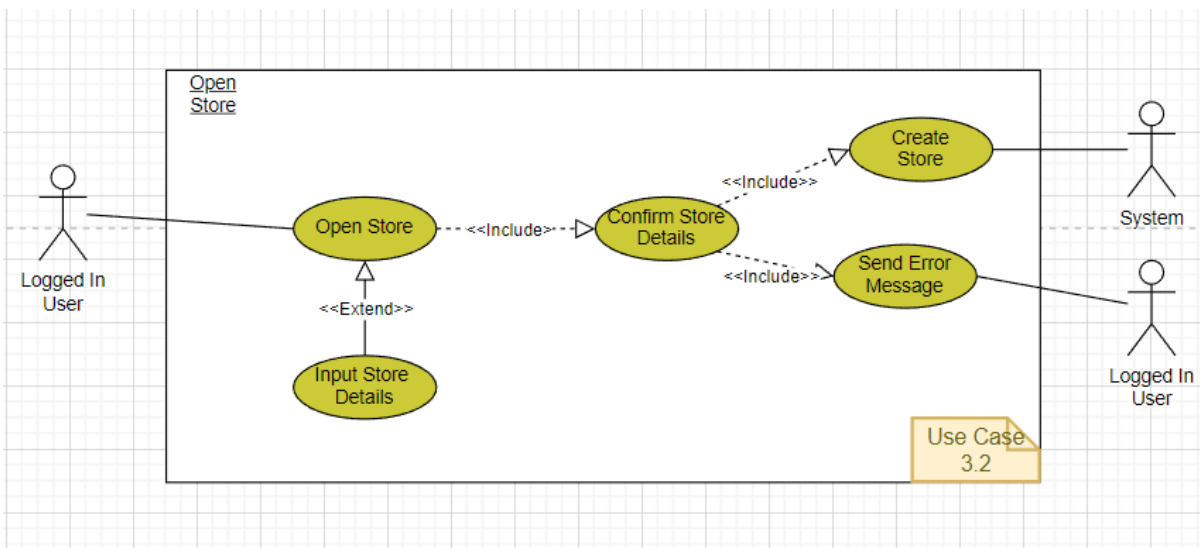 Open
Store
Create
Store
<<Include>>
System
Open Store
<<Include>
Confirm Store
Details
Logged In
User
<<Extend>>
<<Include>>
Send Error
Message
Input Store
Details
Logged In
User
Use Case
3.2